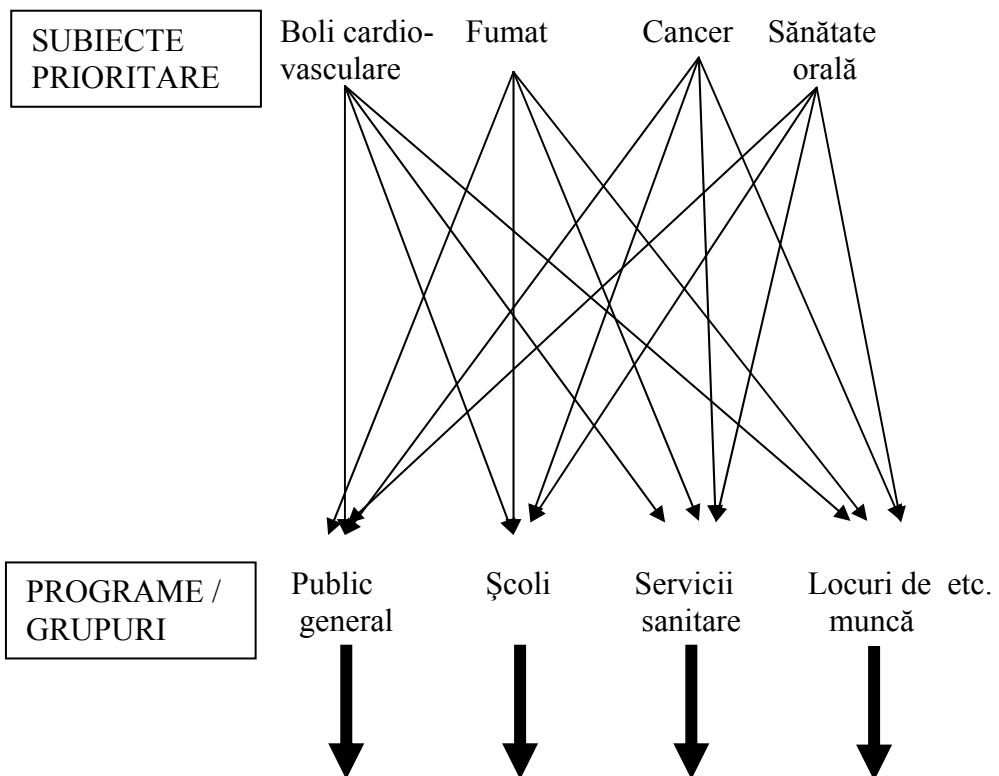 SUBIECTE
PRIORITARE
Boli cardio-
vasculare
Fumat
Cancer
Sănătate
orală
PROGRAME /
GRUPURI
Public
general
Şcoli
Servicii
sanitare
Locuri de etc.
muncă